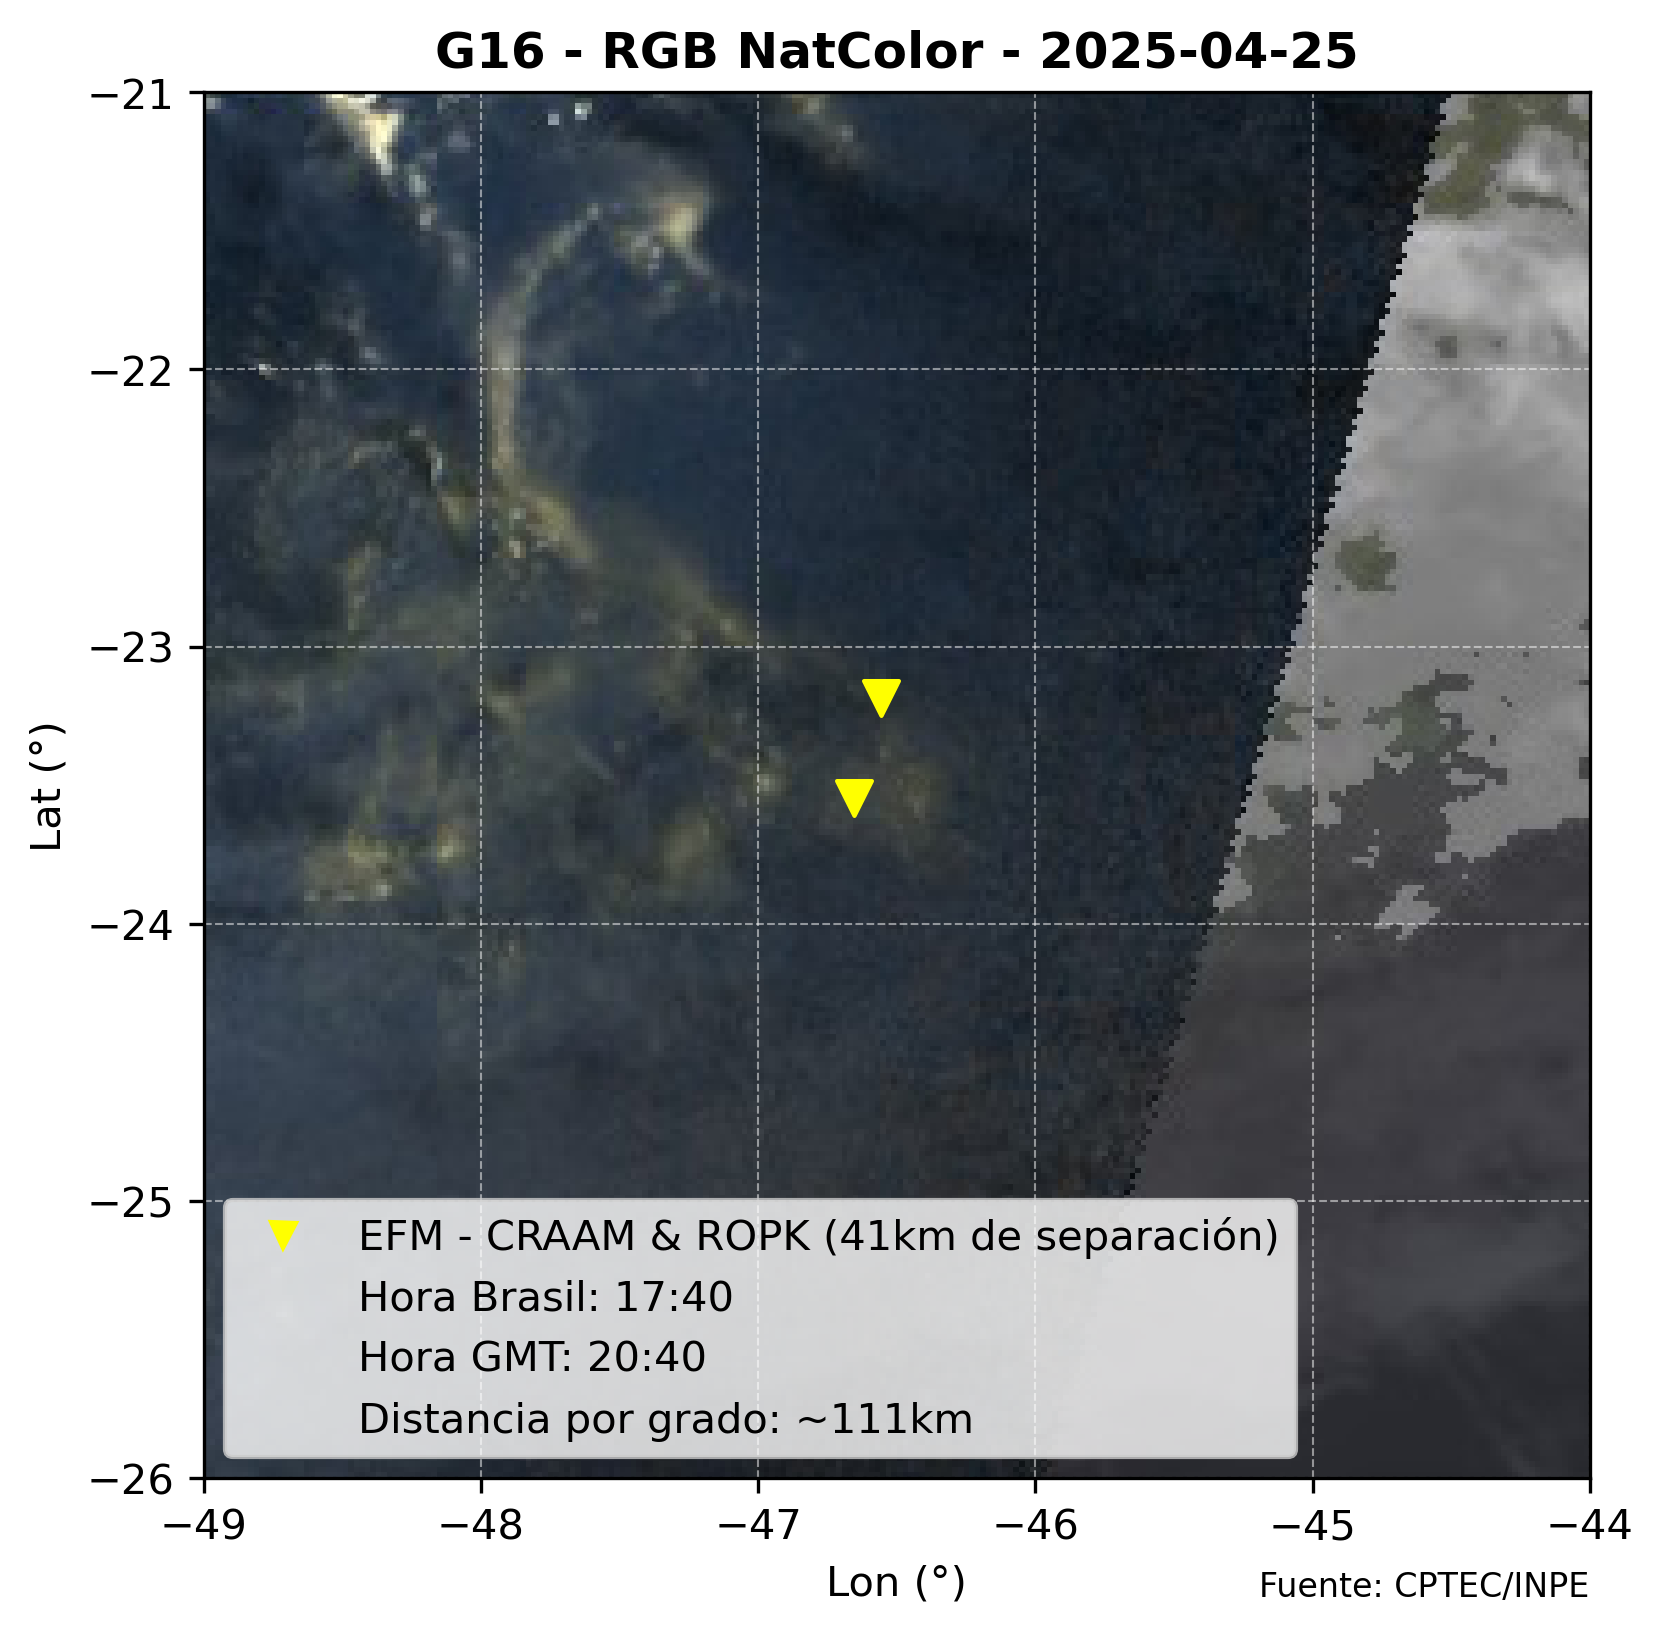 G16 - RGB NatColor - 2025-04-25
−21
−22
−23
−24
−25
−26
Lat (°)
EFM - CRAAM & ROPK (41km de separación)
Hora Brasil: 17:40
Hora GMT: 20:40
Distancia por grado: ~111km
−49 −48 −47 −46 −45 −44
Lon (°)
Fuente: CPTEC/INPE